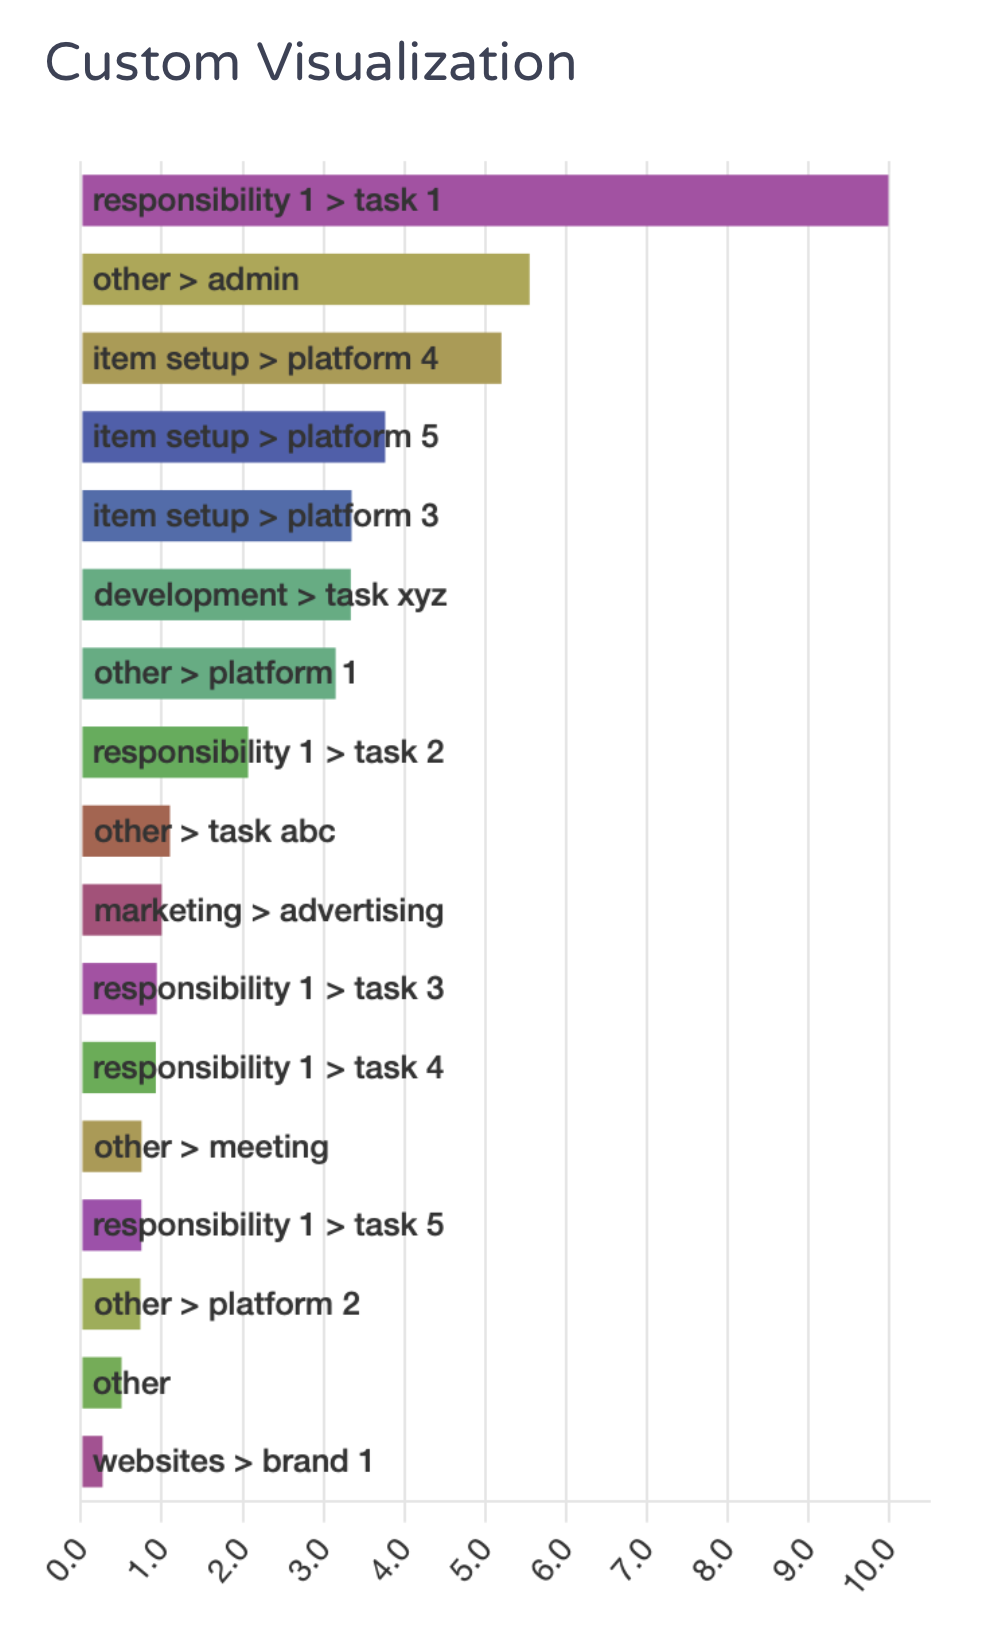 Custom Visualization
responsibility 1 > task 1
other > admin
item setup > platform 4
item setup > platform 5
item setup > platform 3
development > task xyz
other > platform 1
responsibility 1 > task 2
other > task abc
marketing > advertising
responsibility 1 > task 3
responsibility 1 > task 4
other > meeting
responsibility 1 > task 5
other > platform 2
other
websites > brand 1
0.0 1.0 2.0 3.0 4.0 5.0 6.0 7.0 8.0 9.0 10.0